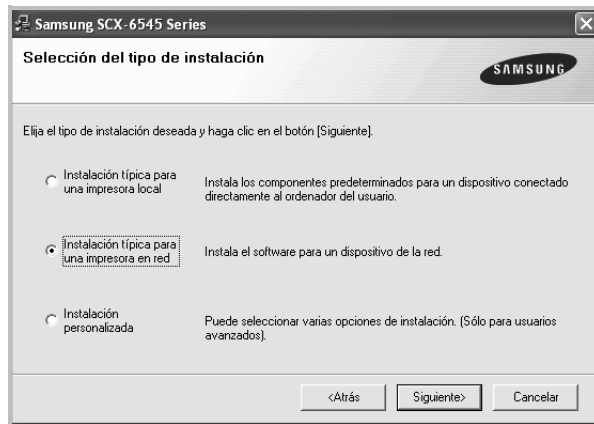 Samsung SCX-6545 Series
Selección del tipo de instalación
SAMSUNG
Elija el tipo de instalación deseada y haga clic en el botón [Siguiente].
Instalación típica para
una impresora local
Instala los componentes predeterminados para un dispositivo conectado
directamente al ordenador del usuario.
Instalación típica para
una impresora en red
Instala el software para un dispositivo de la red.
Instalación
personalizada
Puede seleccionar varias opciones de instalación. (Sólo para usuarios
avanzados).
<Atrás
Siguiente>
Cancelar